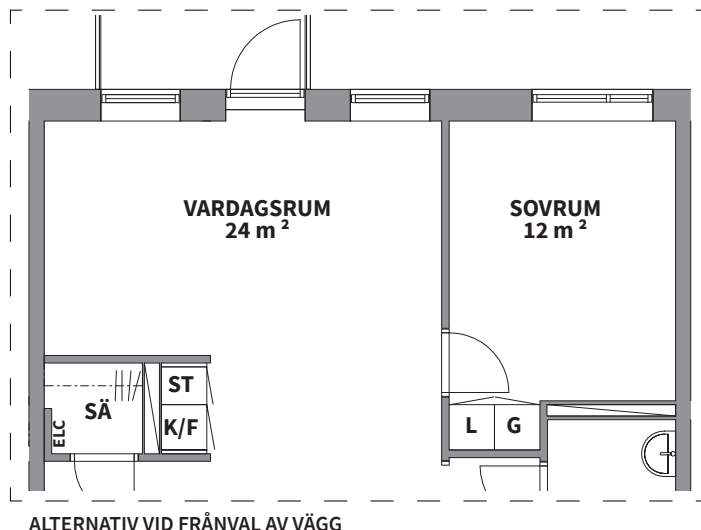 VARDAGSRUM
24 m ²
SOVRUM
12 m ²
ST
SÄ
K/F
ELC
L
G
ALTERNATIV VID FRÅNVAL AV VÄGG